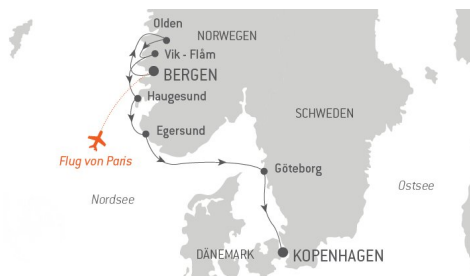 Olden
NORWEGEN
Vik - Flåm
BERGEN
Haugesund
SCHWEDEN
Egersund
Flug von Paris
Göteborg
Nordsee
Ostsee
DÄNEMARK
KOPENHAGEN